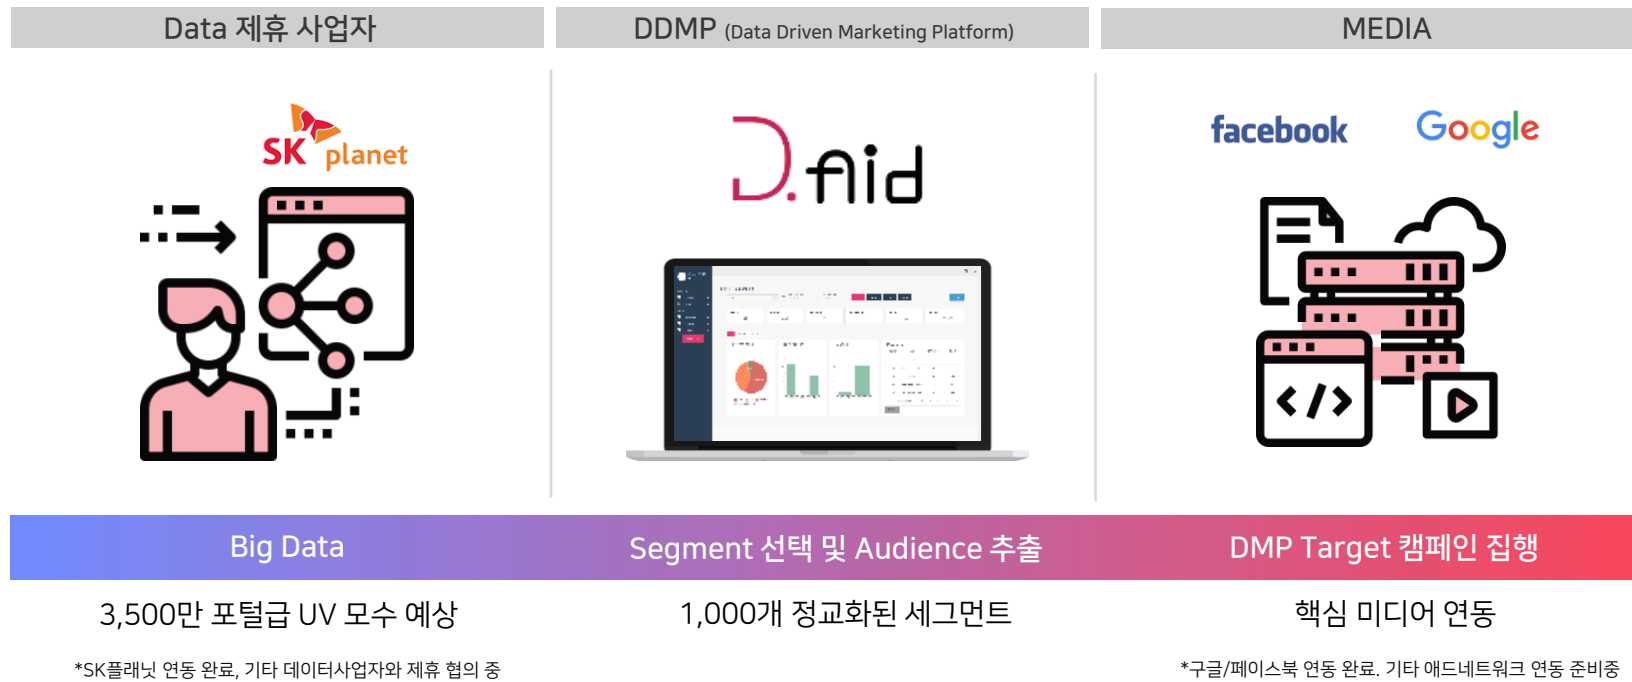 Data 제휴 사업자
DDMP (Data Driven Marketing Platform)
MEDIA
SK planet
D.Aid
facebook
Google
Big Data
Segment 선택 및 Audience 추출
DMP Target 캠페인 집행
3,500만 포털급 UV 모수 예상
1,000개 정교화된 세그먼트
핵심 미디어 연동
*SK플래닛 연동 완료, 기타 데이터사업자와 제휴 협의 중
*구글/페이스북 연동 완료. 기타 애드네트워크 연동 준비중